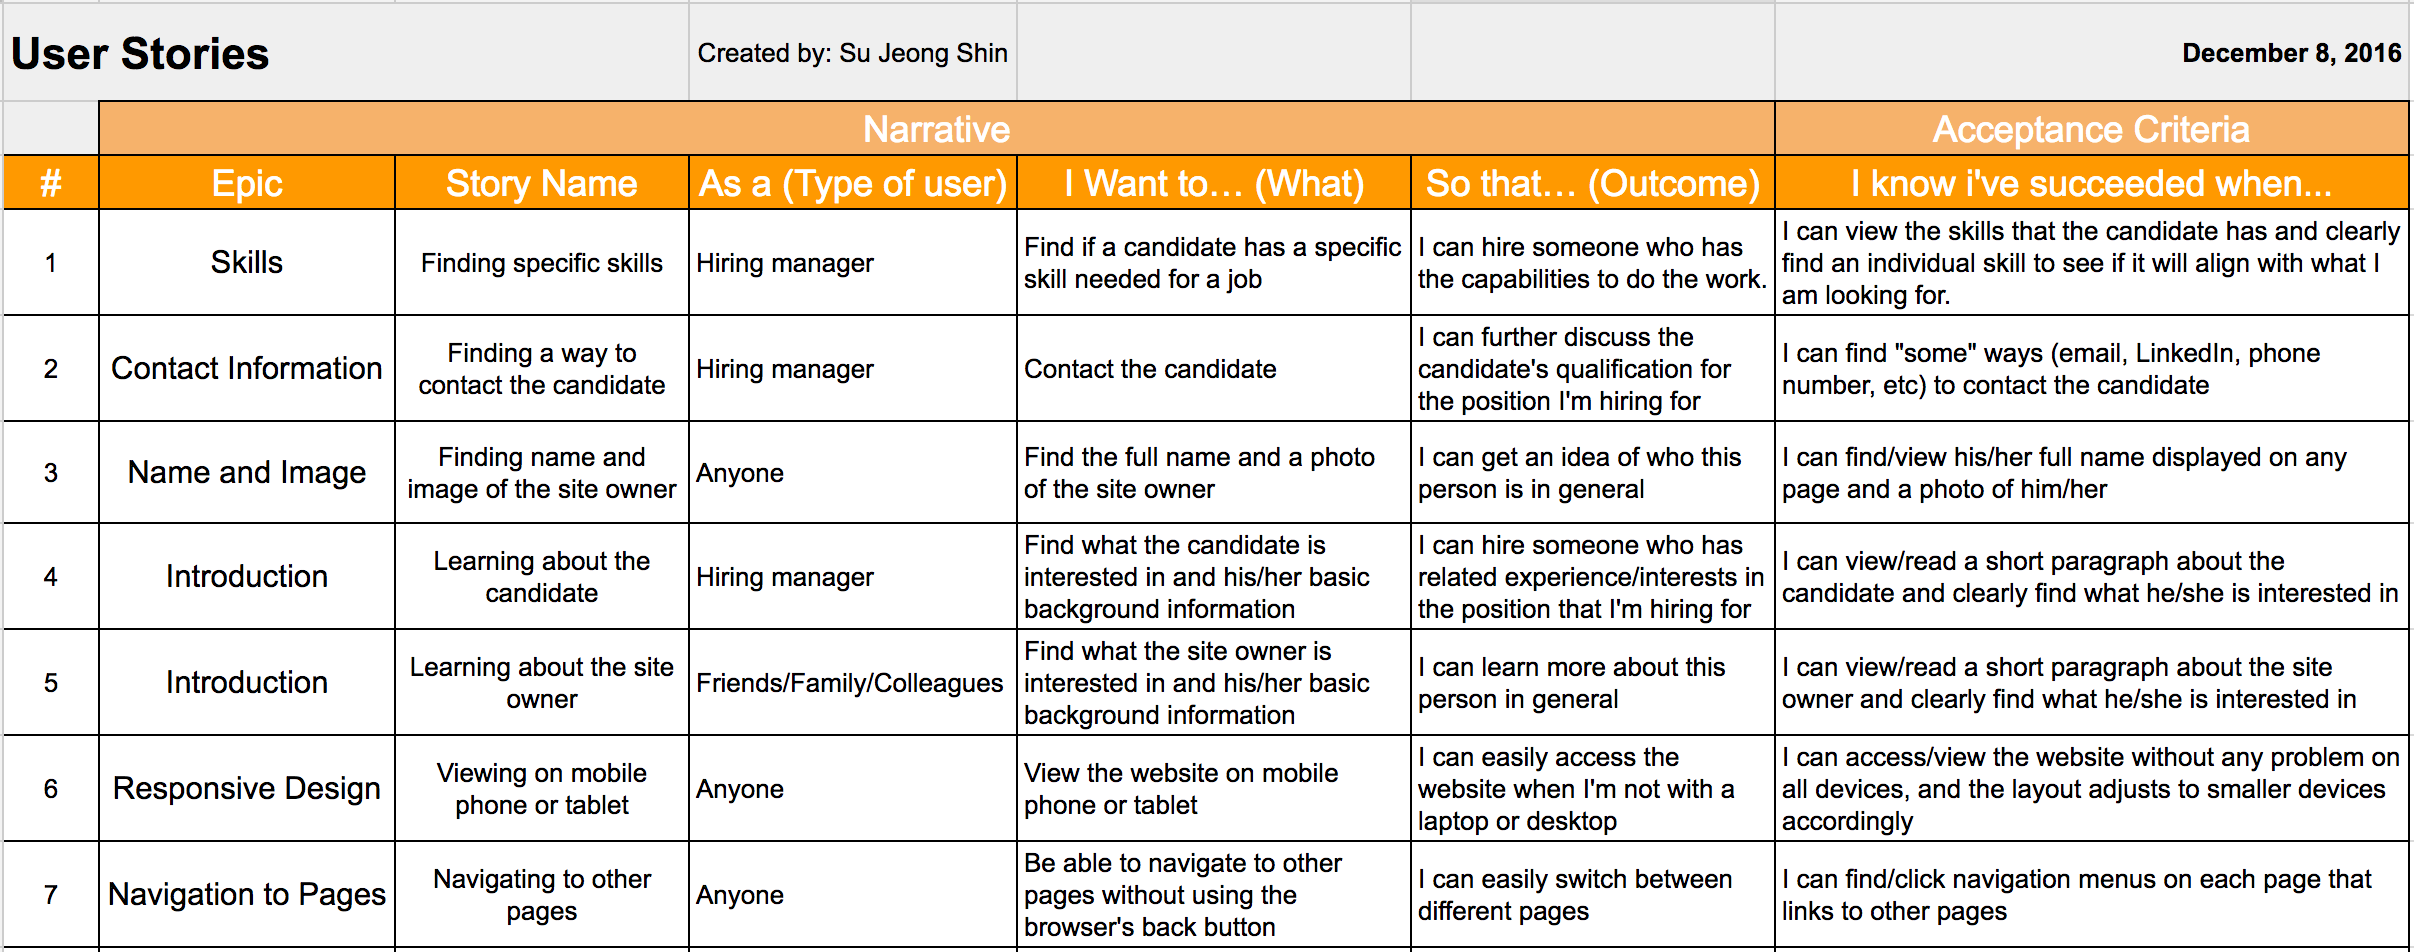 User Stories
Created by: Su Jeong Shin
December 8, 2016
Narrative
Acceptance Criteria
#
Epic
Story Name
As a (Type of user)
I Want to... (What)
So that... (Outcome)
I know i've succeeded when...
1
Skills
Finding specific skills
Hiring manager
Find if a candidate has a specific
skill needed for a job
I can hire someone who has
the capabilities to do the work.
I can view the skills that the candidate has and clearly
find an individual skill to see if it will align with what I
am looking for.
2
Contact Information
Finding a way to
contact the candidate
Hiring manager
Contact the candidate
I can further discuss the
candidate's qualification for
the position I'm hiring for
I can find "some" ways (email, LinkedIn, phone
number, etc) to contact the candidate
3
Name and Image
Finding name and
image of the site owner
Anyone
Find the full name and a photo
of the site owner
I can get an idea of who this
person is in general
I can find/view his/her full name displayed on any
page and a photo of him/her
4
Introduction
Learning about the
candidate
Hiring manager
Find what the candidate is
interested in and his/her basic
background information
I can hire someone who has
related experience/interests in
the position that I'm hiring for
I can view/read a short paragraph about the
candidate and clearly find what he/she is interested in
5
Introduction
Learning about the site
owner
Friends/Family/Colleagues
Find what the site owner is
interested in and his/her basic
background information
I can learn more about this
person in general
I can view/read a short paragraph about the site
owner and clearly find what he/she is interested in
6
Responsive Design
Viewing on mobile
phone or tablet
Anyone
View the website on mobile
phone or tablet
I can easily access the
website when I'm not with a
laptop or desktop
I can access/view the website without any problem on
all devices, and the layout adjusts to smaller devices
accordingly
7
Navigation to Pages
Navigating to other
pages
Anyone
Be able to navigate to other
pages without using the
browser's back button
I can easily switch between
different pages
I can find/click navigation menus on each page that
links to other pages